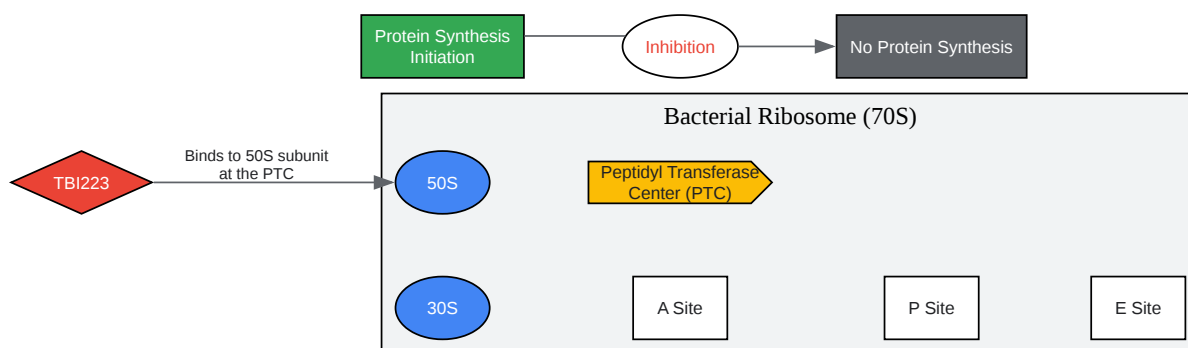 Protein Synthesis
Initiation
Inhibition
No Protein Synthesis
Bacterial Ribosome (70S)
TBI223
Binds to 50S subunit
at the PTC
50S
Peptidyl Transferase
Center (PTC)
30S
A Site
P Site
E Site